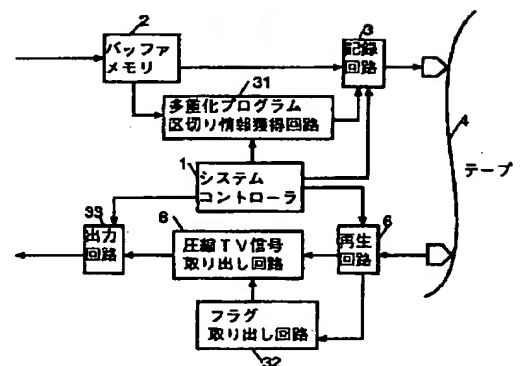 2
バッファ
メモリ
3
記録
回路
31
多重化プログラム
区切り情報獲得回路
4
テープ
1
システム
コントローラ
33
出力
回路
8
圧縮TV信号
取り出し回路
6
再生
回路
フラグ
取り出し回路
32